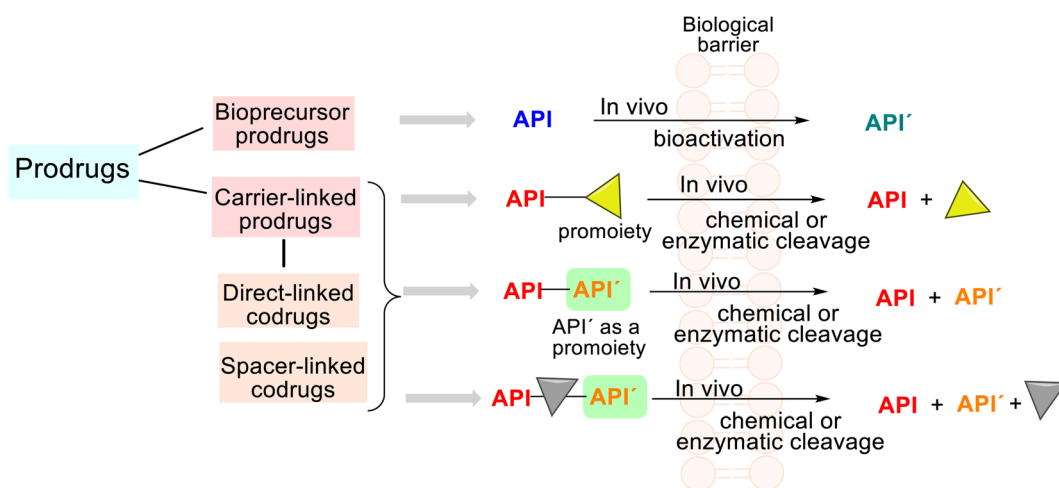 Biological
barrier
Prodrugs
Bioprecursor
prodrugs
API
In vivo
bioactivation
API´
Carrier-linked
prodrugs
API
promoiety
In vivo
chemical or
enzymatic cleavage
API +
Direct-linked
codrugs
API
API´
API´ as a
promoiety
In vivo
chemical or
enzymatic cleavage
API + API´
Spacer-linked
codrugs
API
API´
In vivo
chemical or
enzymatic cleavage
API + API´ +